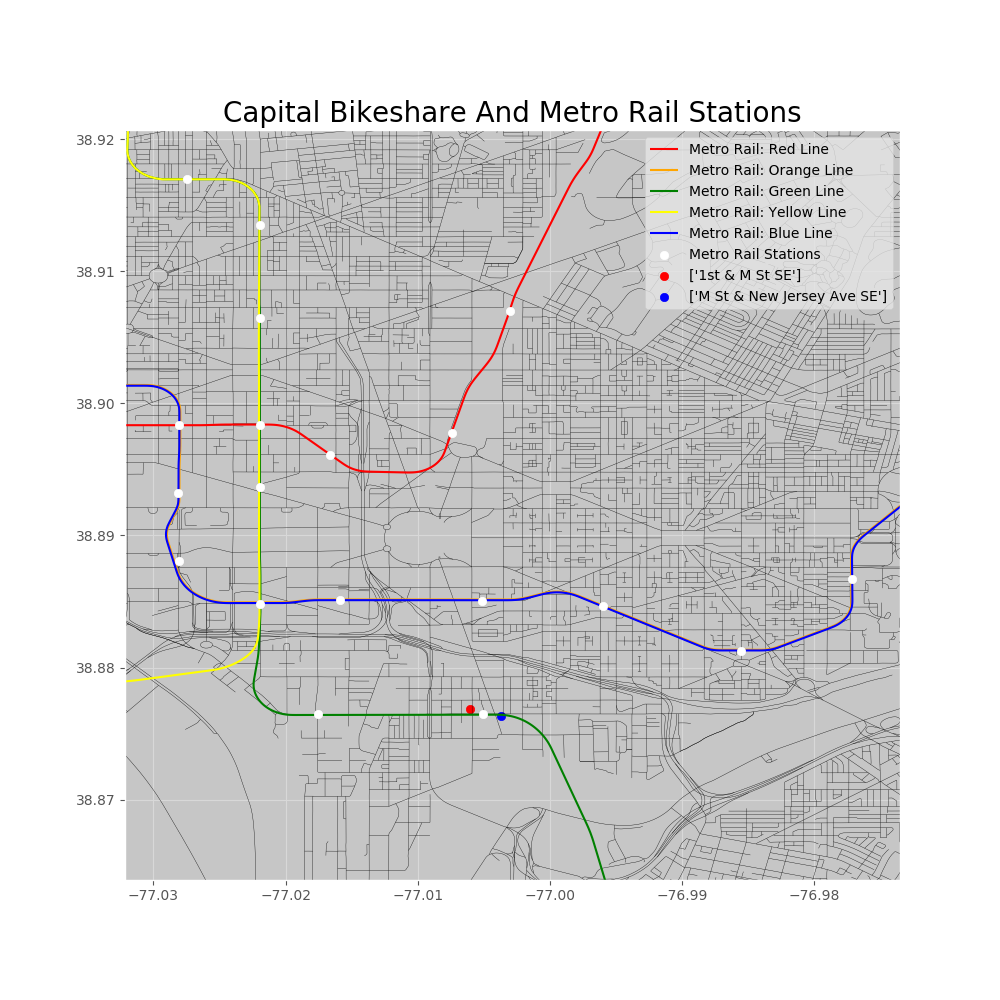 Capital Bikeshare And Metro Rail Stations
38.92
38.91
38.90
38.89
38.88
38.87
Metro Rail: Red Line
Metro Rail: Orange Line
Metro Rail: Green Line
Metro Rail: Yellow Line
Metro Rail: Blue Line
Metro Rail Stations
['1st & M St SE']
['M St & New Jersey Ave SE']
−77.03 −77.02 −77.01 −77.00 −76.99 −76.98